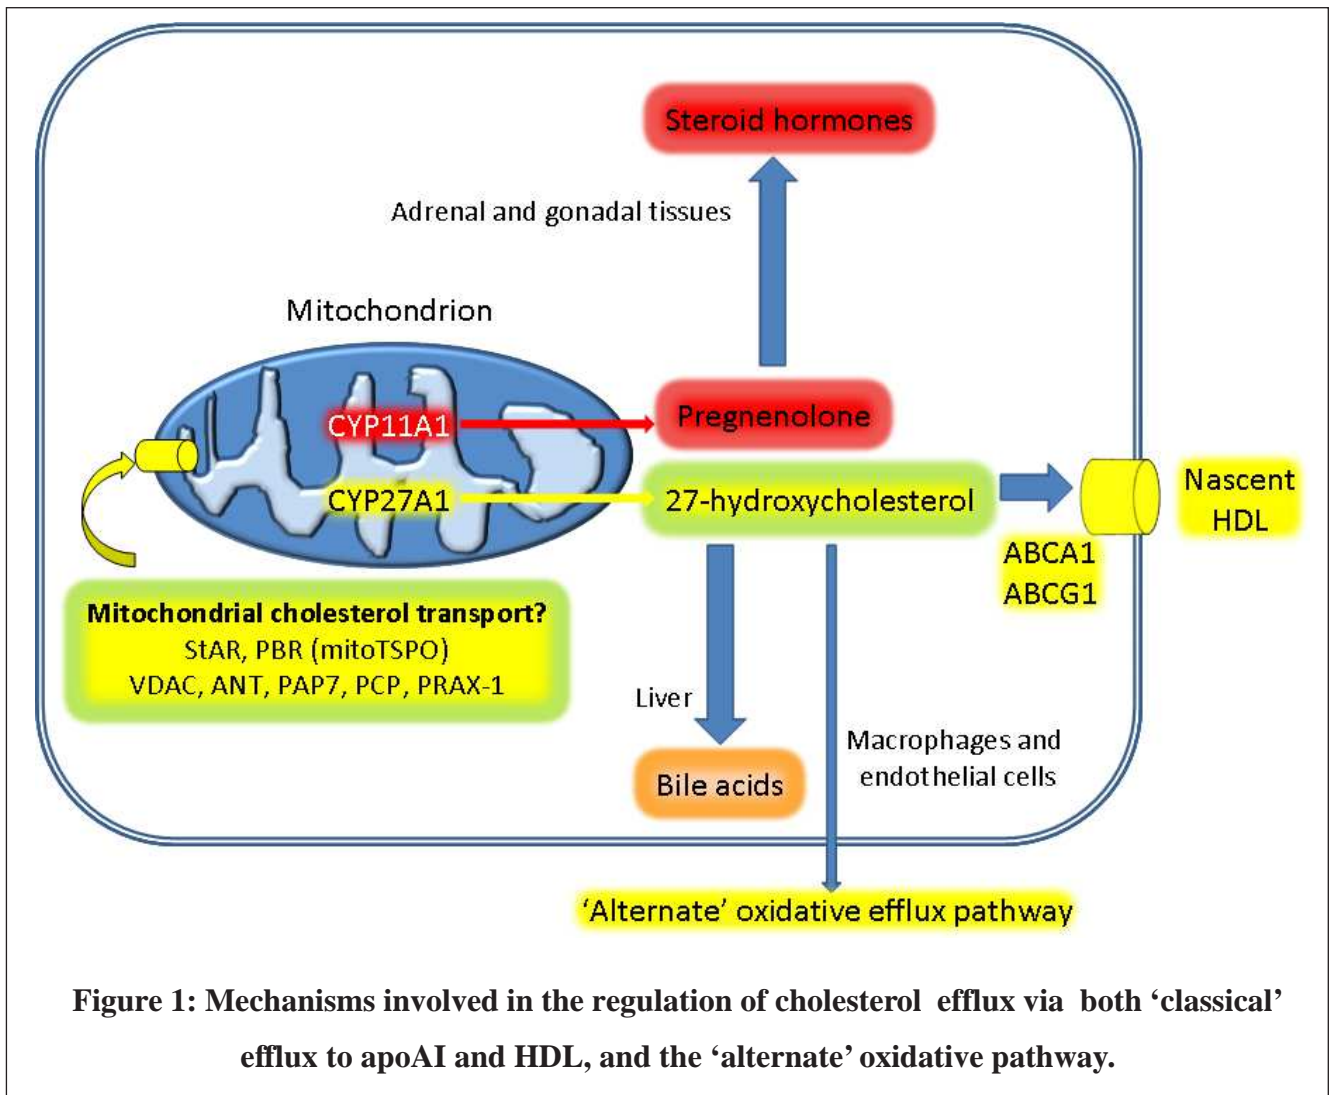 Steroid hormones
Adrenal and gonadal tissues
Mitochondrion
CYP11A1
Pregnenolone
CYP27A1
27-hydroxycholesterol
Nascent
HDL
ABCA1
ABCG1
Mitochondrial cholesterol transport?
StAR, PBR (mitoTSPO)
VDAC, ANT, PAP7, PCP, PRAX-1
Liver
Macrophages and
endothelial cells
Bile acids
‘Alternate’ oxidative efflux pathway
Figure 1: Mechanisms involved in the regulation of cholesterol efflux via both ‘classical’
efflux to apoAI and HDL, and the ‘alternate’ oxidative pathway.